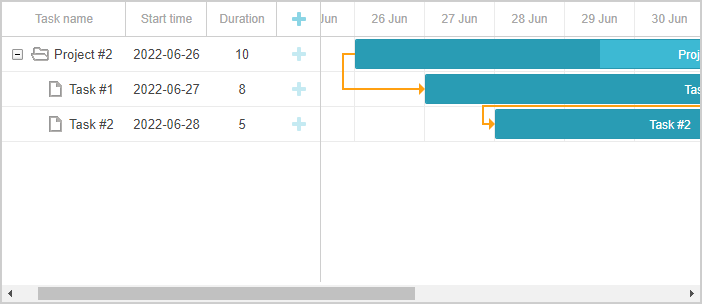 Task name Start time Duration Jun 26 Jun 27 Jun 28 Jun 29 Jun 30 Jun
Project #2 2022-06-26 10 Proj
Task #1 2022-06-27 8 Tas
Task #2 2022-06-28 5 Task #2